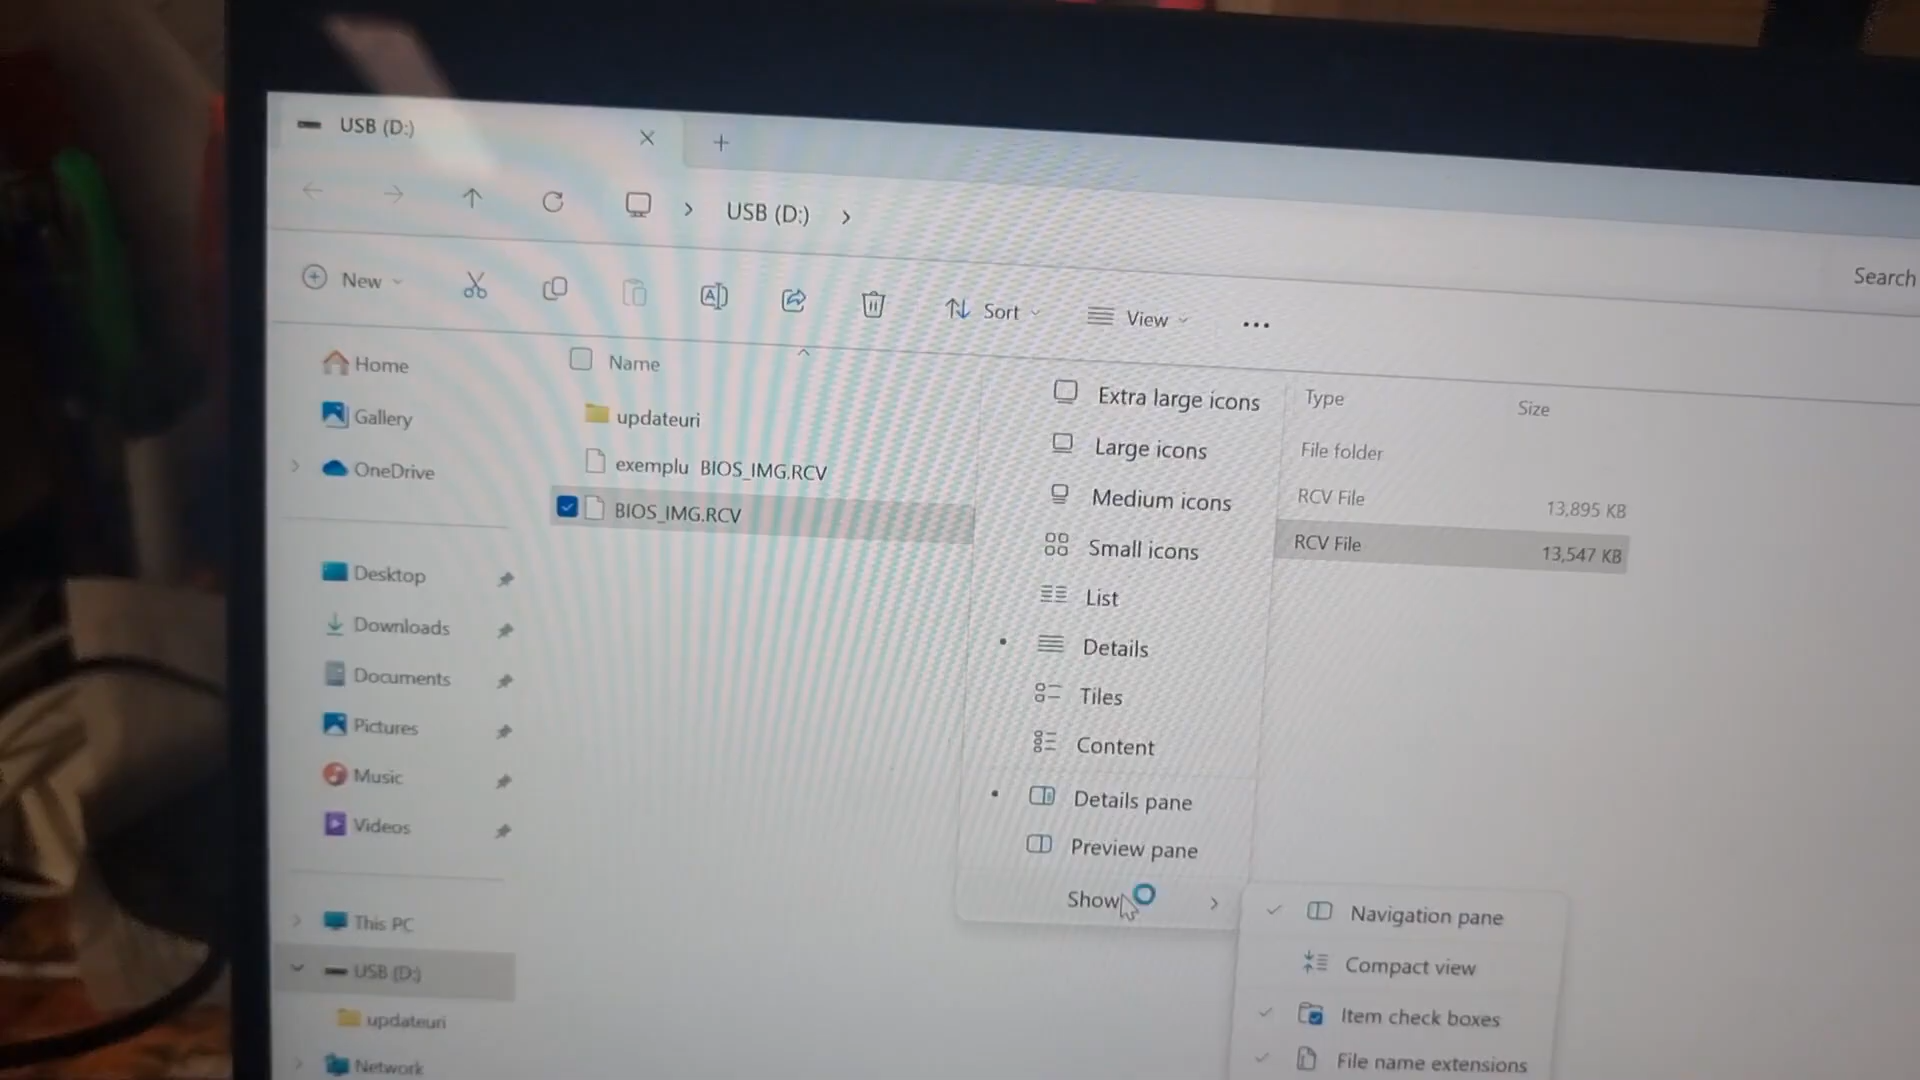 USB (D:)
USB (D:)
Search
New
Sort
View
Home
Gallery
OneDrive
Desktop
Downloads
Documents
Pictures
Music
Videos
This PC
USB (D:)
updateuri
Network
Name
Type
Size
updateuri
File folder
exemplu BIOS_IMG.RCV
RCV File
13,895 KB
BIOS_IMG.RCV
RCV File
13,547 KB
Extra large icons
Large icons
Medium icons
Small icons
List
Details
Tiles
Content
Details pane
Preview pane
Show
Navigation pane
Compact view
Item check boxes
File name extensions